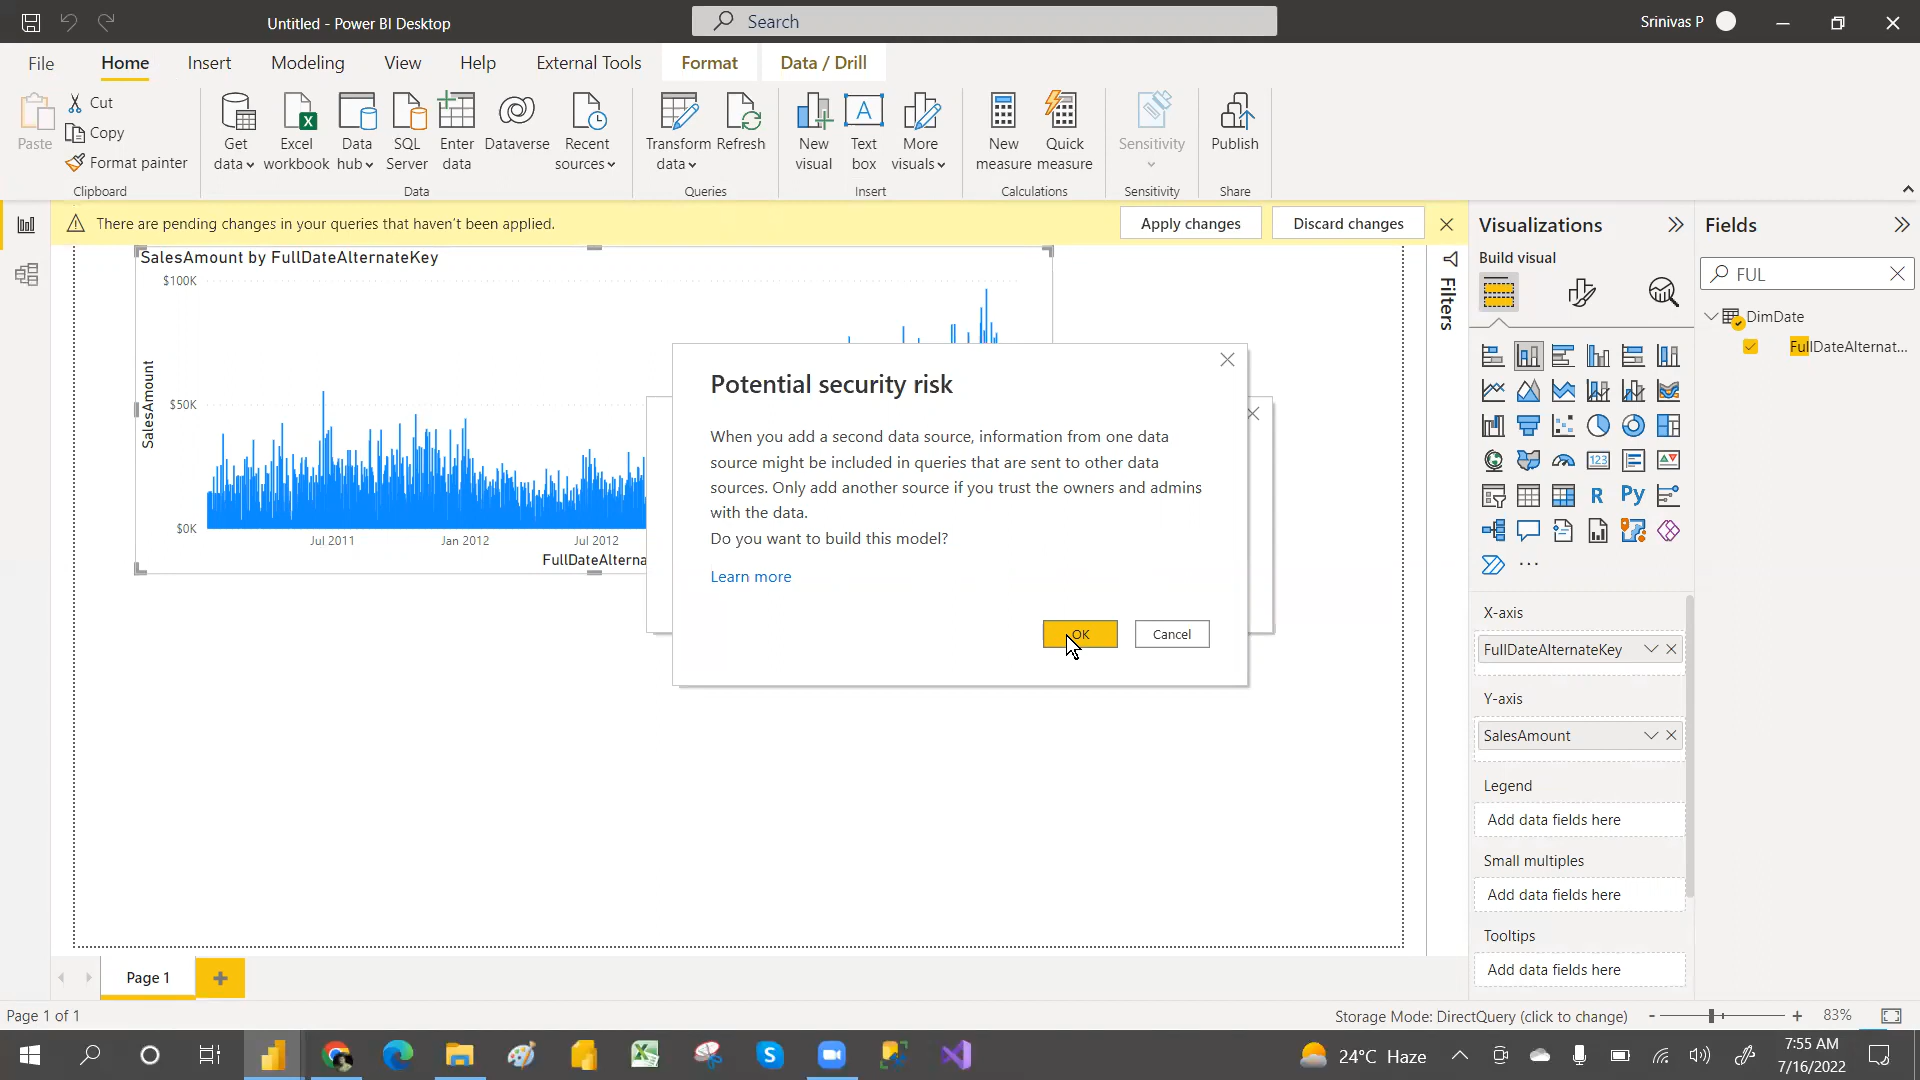 Untitled - Power BI Desktop
Search
Srinivas P
File
Home
Insert
Modeling
View
Help
External Tools
Format
Data / Drill
Paste
Cut
Copy
Format painter
Clipboard
Get data
Excel workbook
Data hub
SQL Server
Enter data
Dataverse
Recent sources
Data
Transform data
Refresh
Queries
New visual
Text box
More visuals
Insert
New measure
Quick measure
Calculations
Sensitivity
Sensitivity
Publish
Share
There are pending changes in your queries that haven't been applied.
Apply changes
Discard changes
SalesAmount by FullDateAlternateKey
$100K
$50K
$0K
SalesAmount
Jul 2011
Jan 2012
Jul 2012
FullDateAlterna
Potential security risk
When you add a second data source, information from one data
source might be included in queries that are sent to other data
sources. Only add another source if you trust the owners and admins
with the data.
Do you want to build this model?
Learn more
OK
Cancel
Filters
Visualizations
Build visual
123
R
Py
X-axis
FullDateAlternateKey
Y-axis
SalesAmount
Legend
Add data fields here
Small multiples
Add data fields here
Tooltips
Add data fields here
Fields
FUL
DimDate
FullDateAlternat...
Page 1
Page 1 of 1
Storage Mode: DirectQuery (click to change)
83%
24°C Haze
7:55 AM
7/16/2022